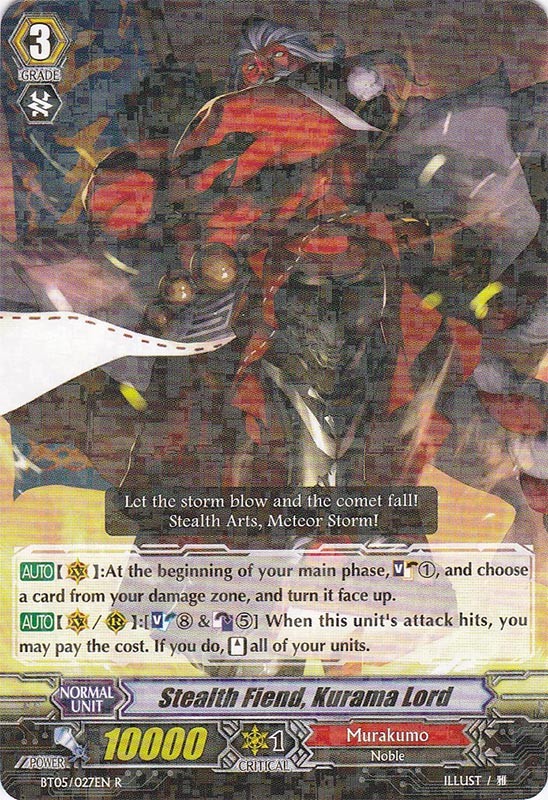 3
GRADE
Let the storm blow and the comet fall!
Stealth Arts, Meteor Storm!
AUTO【 】:At the beginning of your main phase, ①, and choose
a card from your damage zone, and turn it face up.
AUTO【 V / R 】:[ ⑧ & ⑤] When this unit's attack hits, you
may pay the cost. If you do, all of your units.
NORMAL
UNIT
Stealth Fiend, Kurama Lord
POWER
10000
1
CRITICAL
Murakumo
Noble
BT05/027EN R
ILLUST / 雅